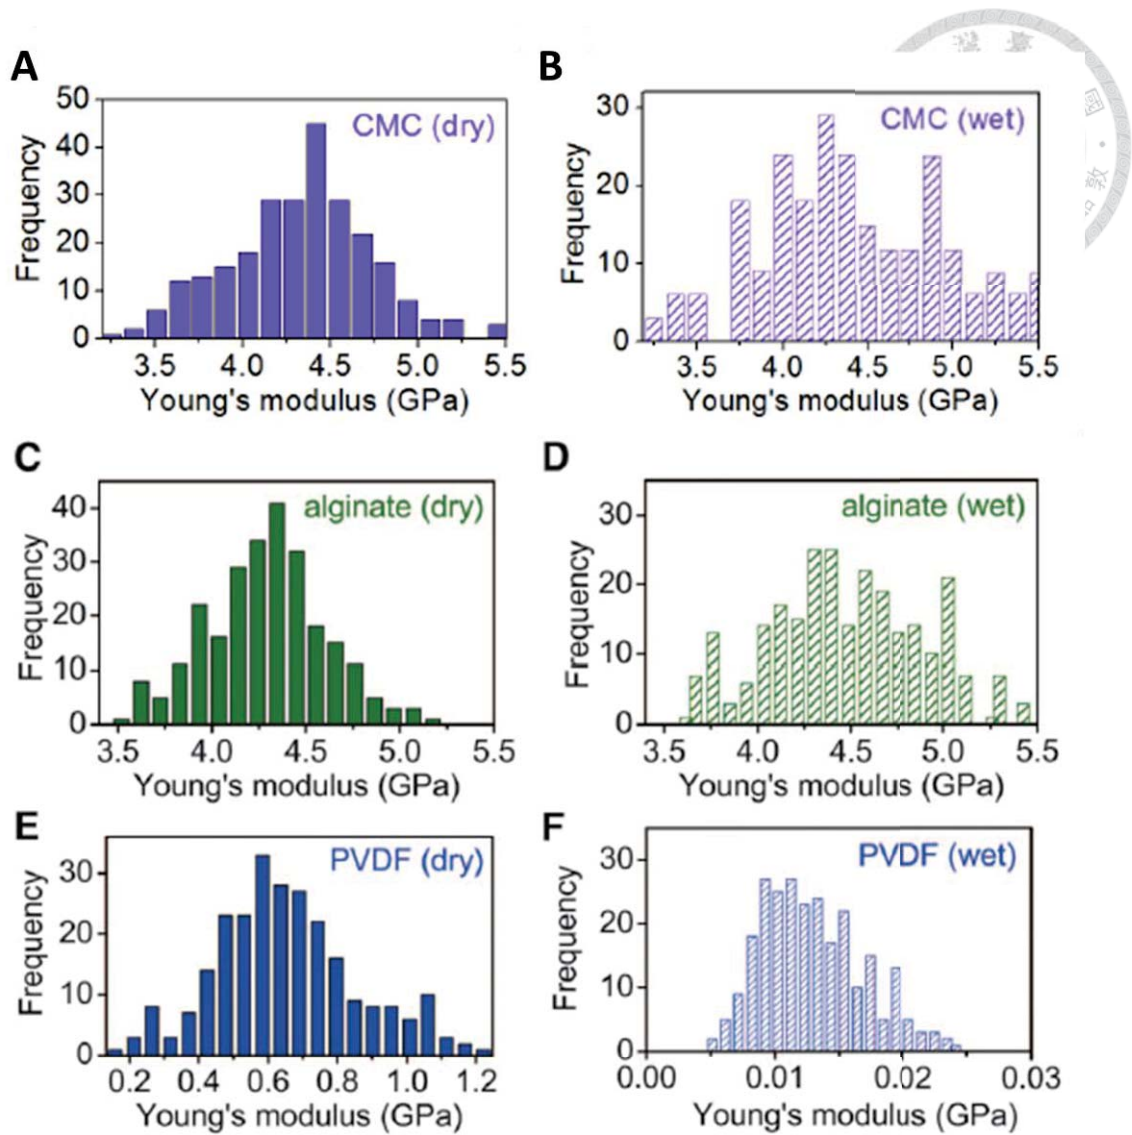 A
B
50
40
30
20
10
0
Frequency
CMC (dry)
3.5 4.0 4.5 5.0 5.5
Young's modulus (GPa)
30
20
10
0
Frequency
CMC (wet)
3.5 4.0 4.5 5.0 5.5
Young's modulus (GPa)
C
D
40
30
20
10
0
Frequency
alginate (dry)
3.5 4.0 4.5 5.0 5.5
Young's modulus (GPa)
30
20
10
0
Frequency
alginate (wet)
3.5 4.0 4.5 5.0 5.5
Young's modulus (GPa)
E
F
30
20
10
0
Frequency
PVDF (dry)
0.2 0.4 0.6 0.8 1.0 1.2
Young's modulus (GPa)
30
20
10
0
Frequency
PVDF (wet)
0.00 0.01 0.02 0.03
Young's modulus (GPa)